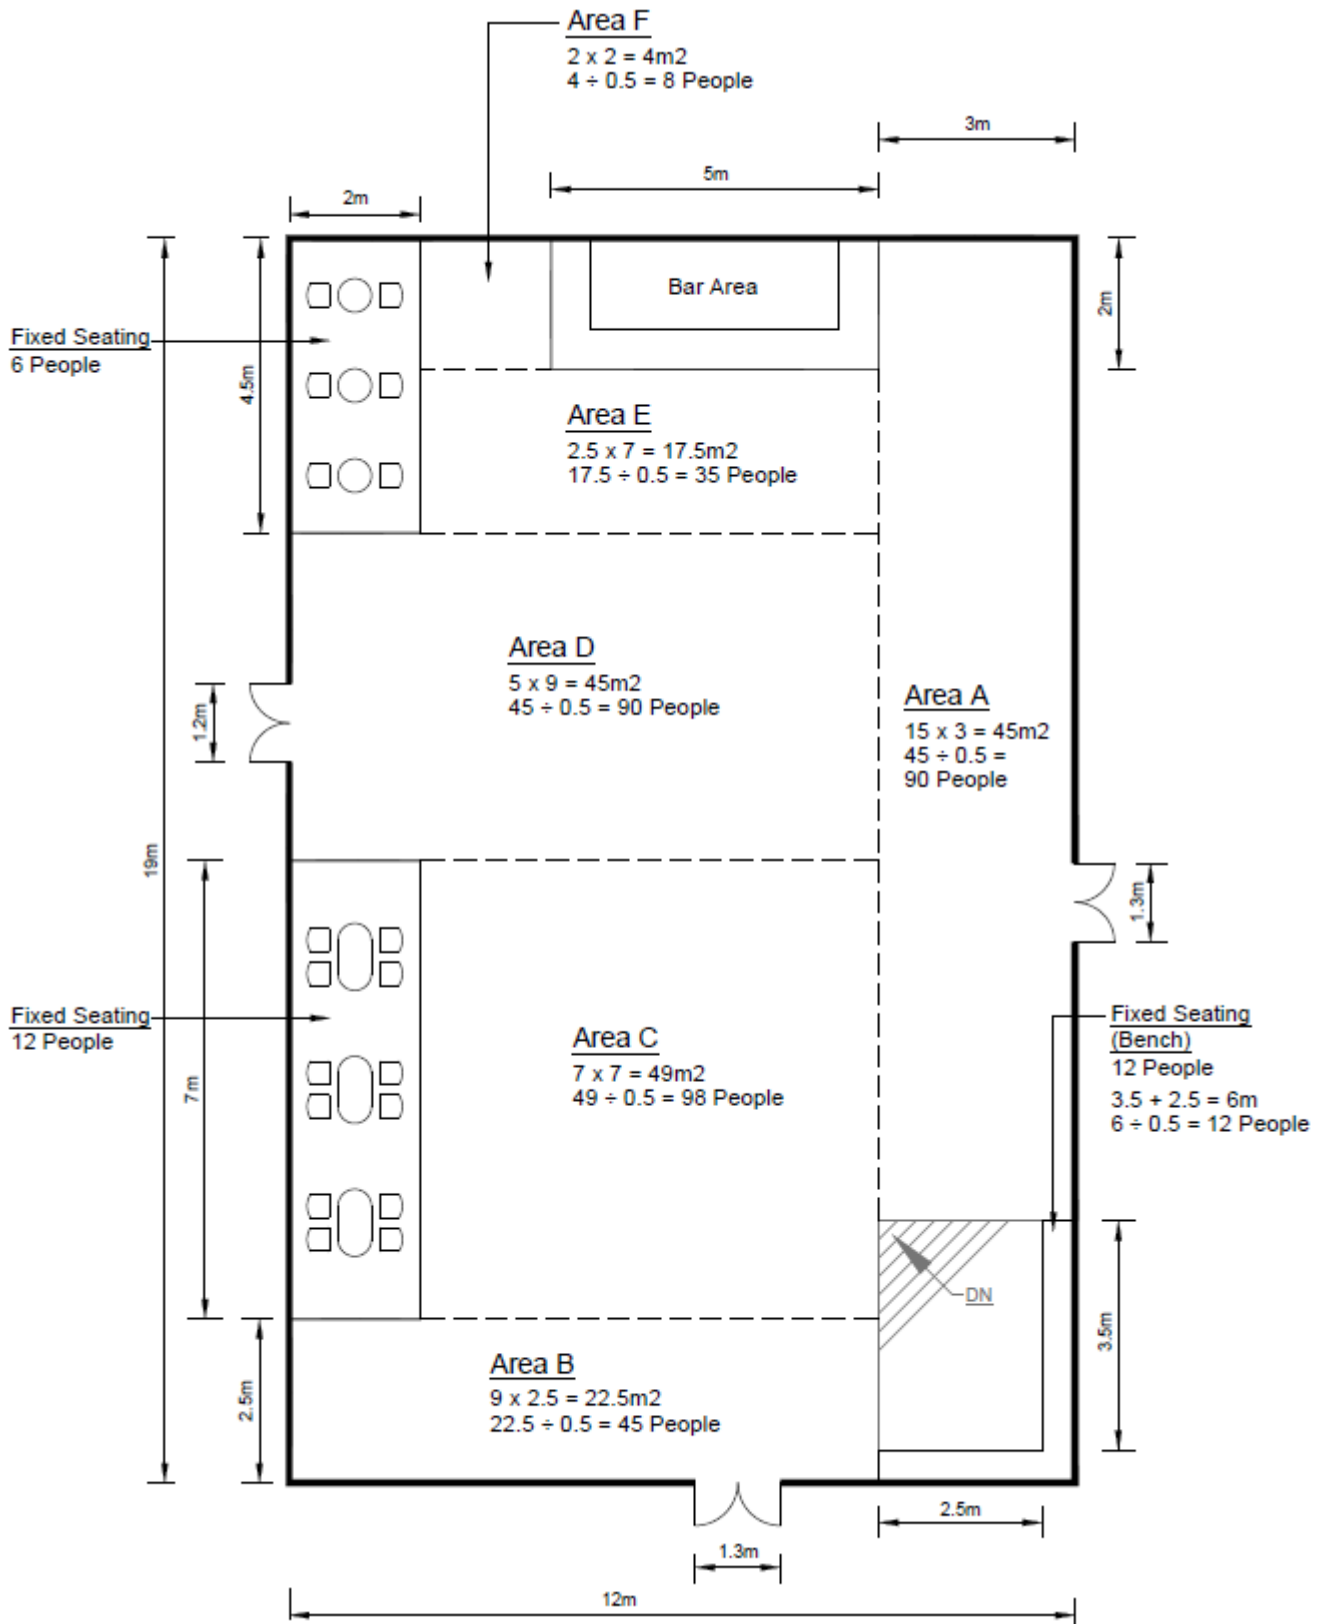 Area F
2 x 2 = 4m2
4 ÷ 0.5 = 8 People
3m
5m
2m
Bar Area
2m
Fixed Seating
6 People
4.5m
Area E
2.5 x 7 = 17.5m2
17.5 ÷ 0.5 = 35 People
Area D
5 x 9 = 45m2
45 ÷ 0.5 = 90 People
1.2m
Area A
15 x 3 = 45m2
45 ÷ 0.5 =
90 People
19m
1.3m
Fixed Seating
12 People
7m
Area C
7 x 7 = 49m2
49 ÷ 0.5 = 98 People
Fixed Seating
(Bench)
12 People
3.5 + 2.5 = 6m
6 ÷ 0.5 = 12 People
DN
3.5m
2.5m
Area B
9 x 2.5 = 22.5m2
22.5 ÷ 0.5 = 45 People
2.5m
1.3m
12m